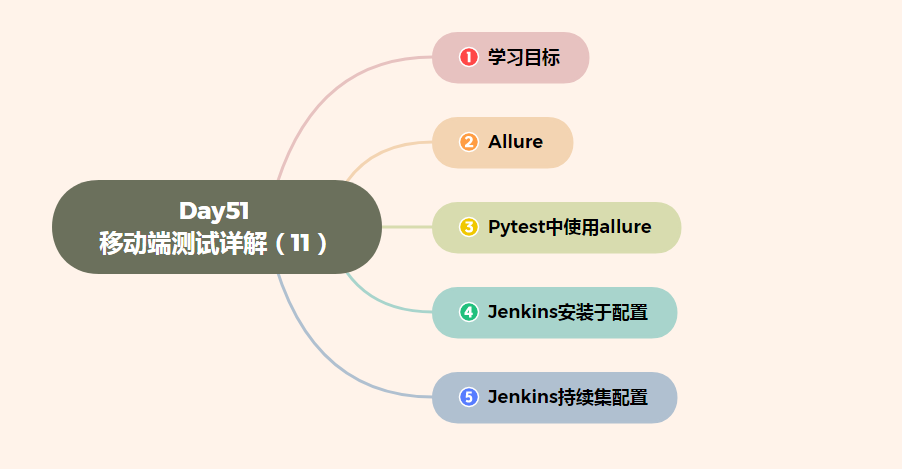 Day51
移动端测试详解（11）
1 学习目标
2 Allure
3 Pytest中使用allure
4 Jenkins安装于配置
5 Jenkins持续集配置